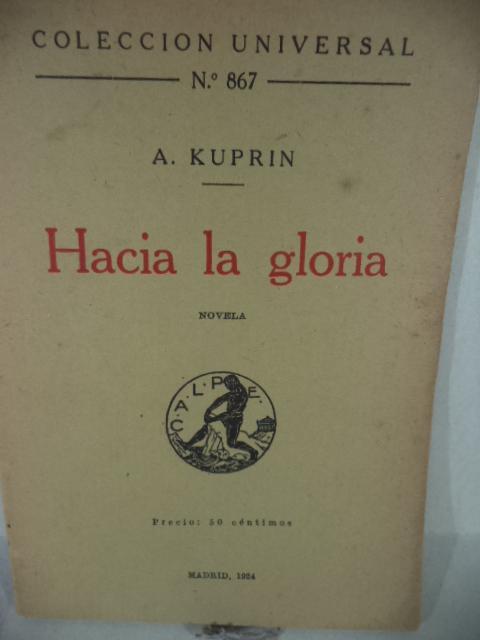 COLECCION UNIVERSAL
N.º 867
A. KUPRIN
Hacia la gloria
NOVELA
C.A.L.P.E.
Precio: 50 céntimos
MADRID, 1924